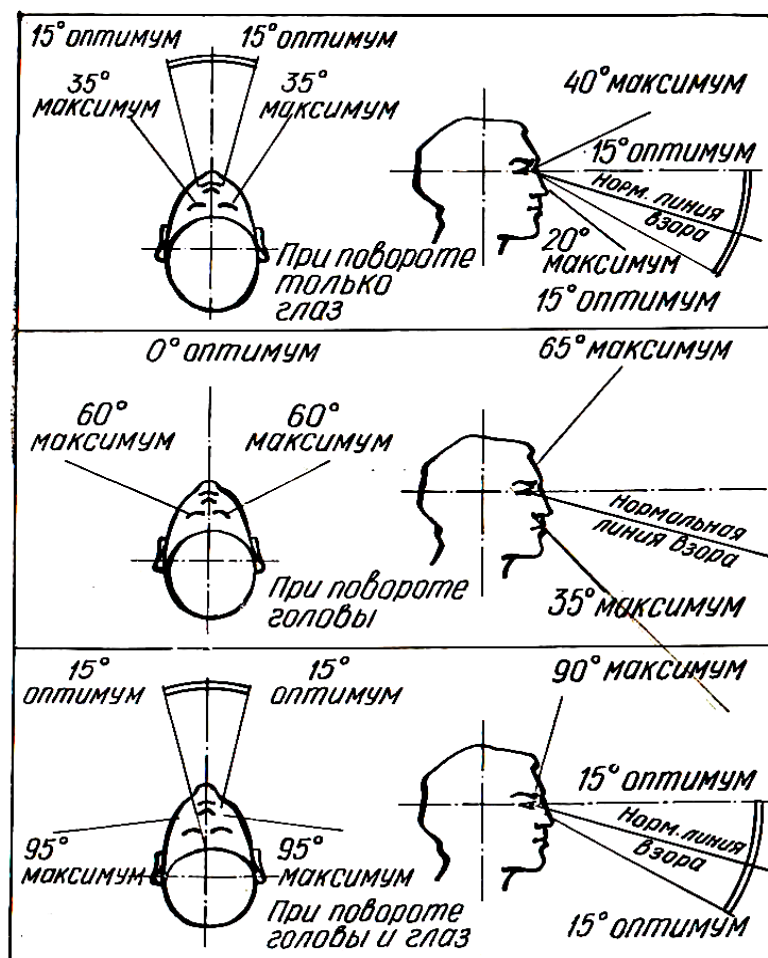 15° оптимум 15° оптимум
35° максимум
35° максимум
При повороте
только
глаз
40° максимум
15° оптимум
Норм. линия
взора
20°
максимум
15° оптимум
0° оптимум
60°
максимум
60°
максимум
При повороте
головы
65° максимум
Нормальная
линия взора
35° максимум
15°
оптимум
15°
оптимум
95°
максимум
95°
максимум
При повороте
головы и глаз
90° максимум
15° оптимум
Норм. линия
взора
15° оптимум